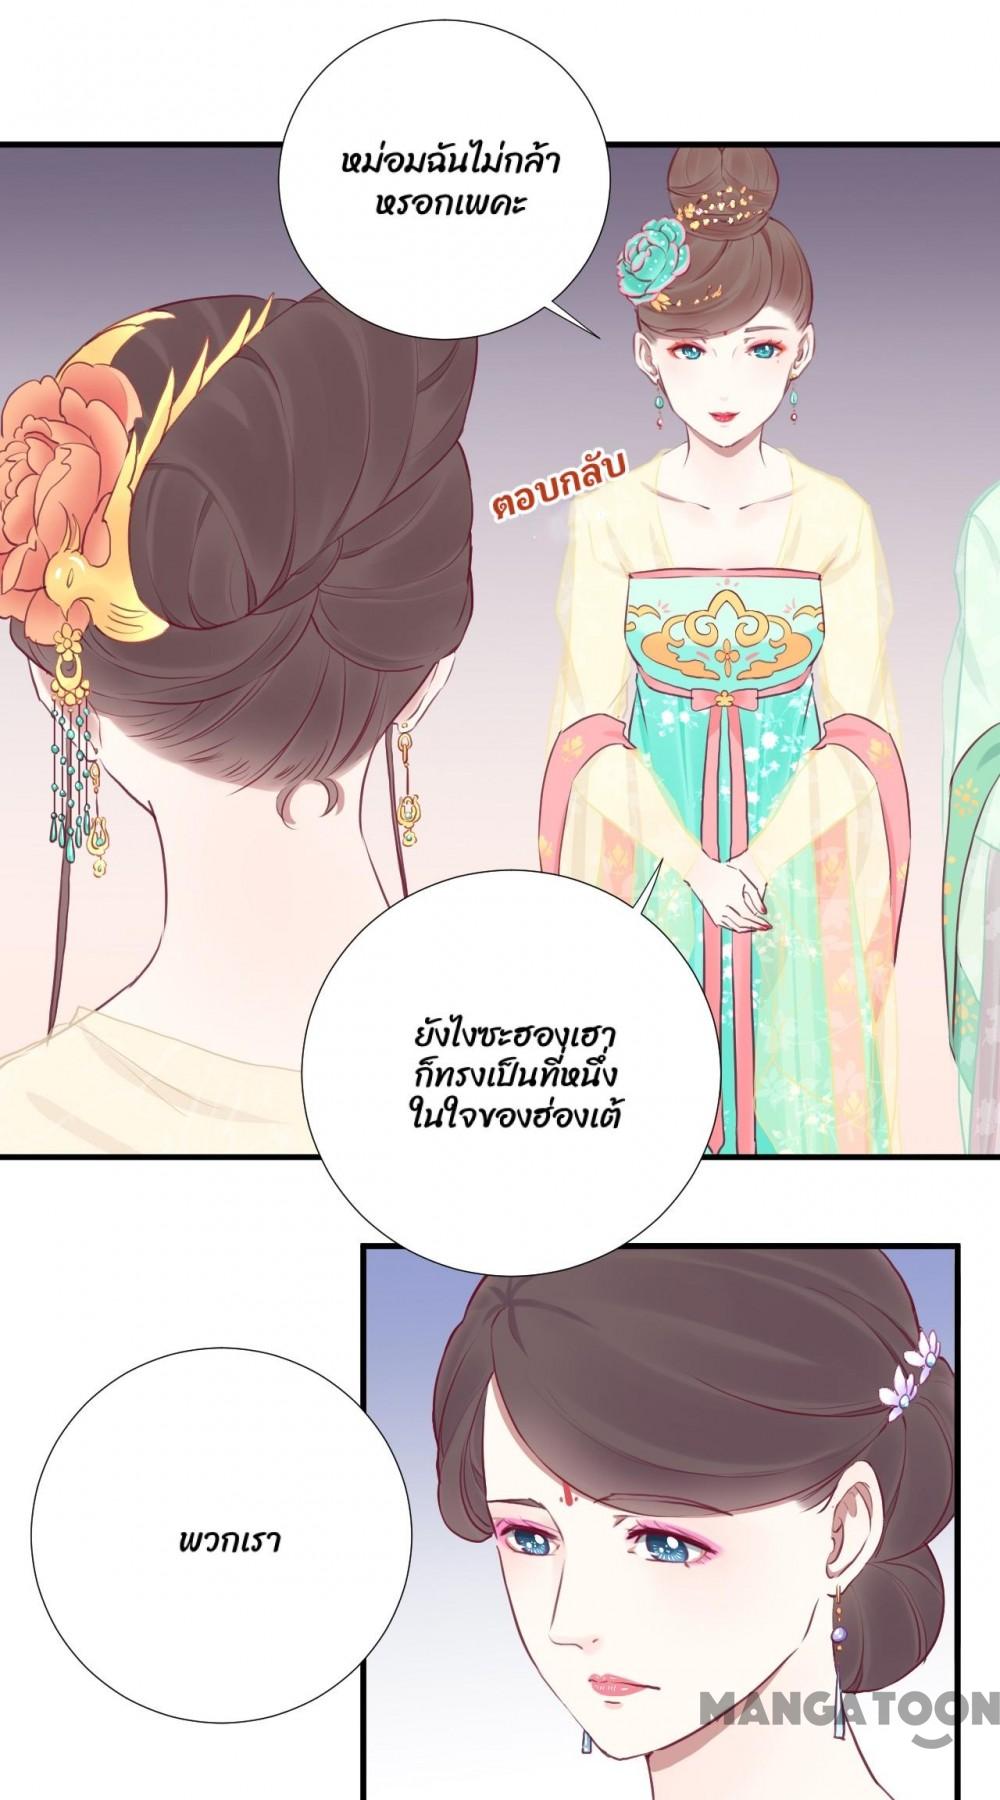 หม่อมฉันไม่กล้า
หรอกเพคะ
ตอบกลับ
ยังไงซะฮองเฮา
ก็ทรงเป็นที่หนึ่ง
ในใจของฮ่องเต้
พวกเรา
MANGATOON